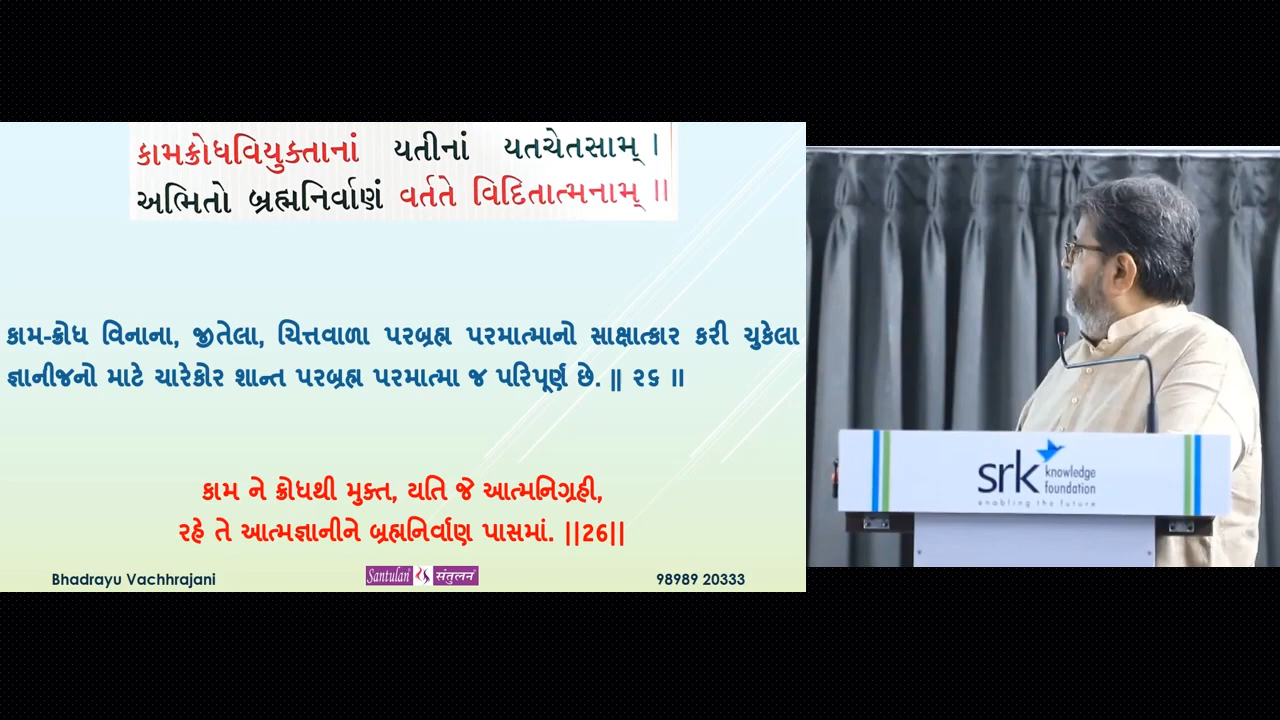 કામક્રોધવિયુક્તાનાં યતીનાં યતચેતસામ્ ।
અભિતો બ્રહ્મનિર્વાણં વર્તતે વિદિતાત્મનામ્ ।।
કામ-ક્રોધ વિનાના, જીતેલા, ચિત્તવાળા પરબ્રહ્મ પરમાત્માનો સાક્ષાત્કાર કરી ચુકેલા
જ્ઞાનીજનો માટે ચારેકોર શાન્ત પરબ્રહ્મ પરમાત્મા જ પરિપૂર્ણ છે. || ૨૬ ।।
કામ ને ક્રોધથી મુક્ત, યતિ જે આત્મનિગ્રહી,
રહે તે આત્મજ્ઞાનીને બ્રહ્મનિર્વાણ પાસમાં. ||26||
Bhadrayu Vachhrajani
Santulan संतुलन
98989 20333
srk knowledge
foundation
enabling the future